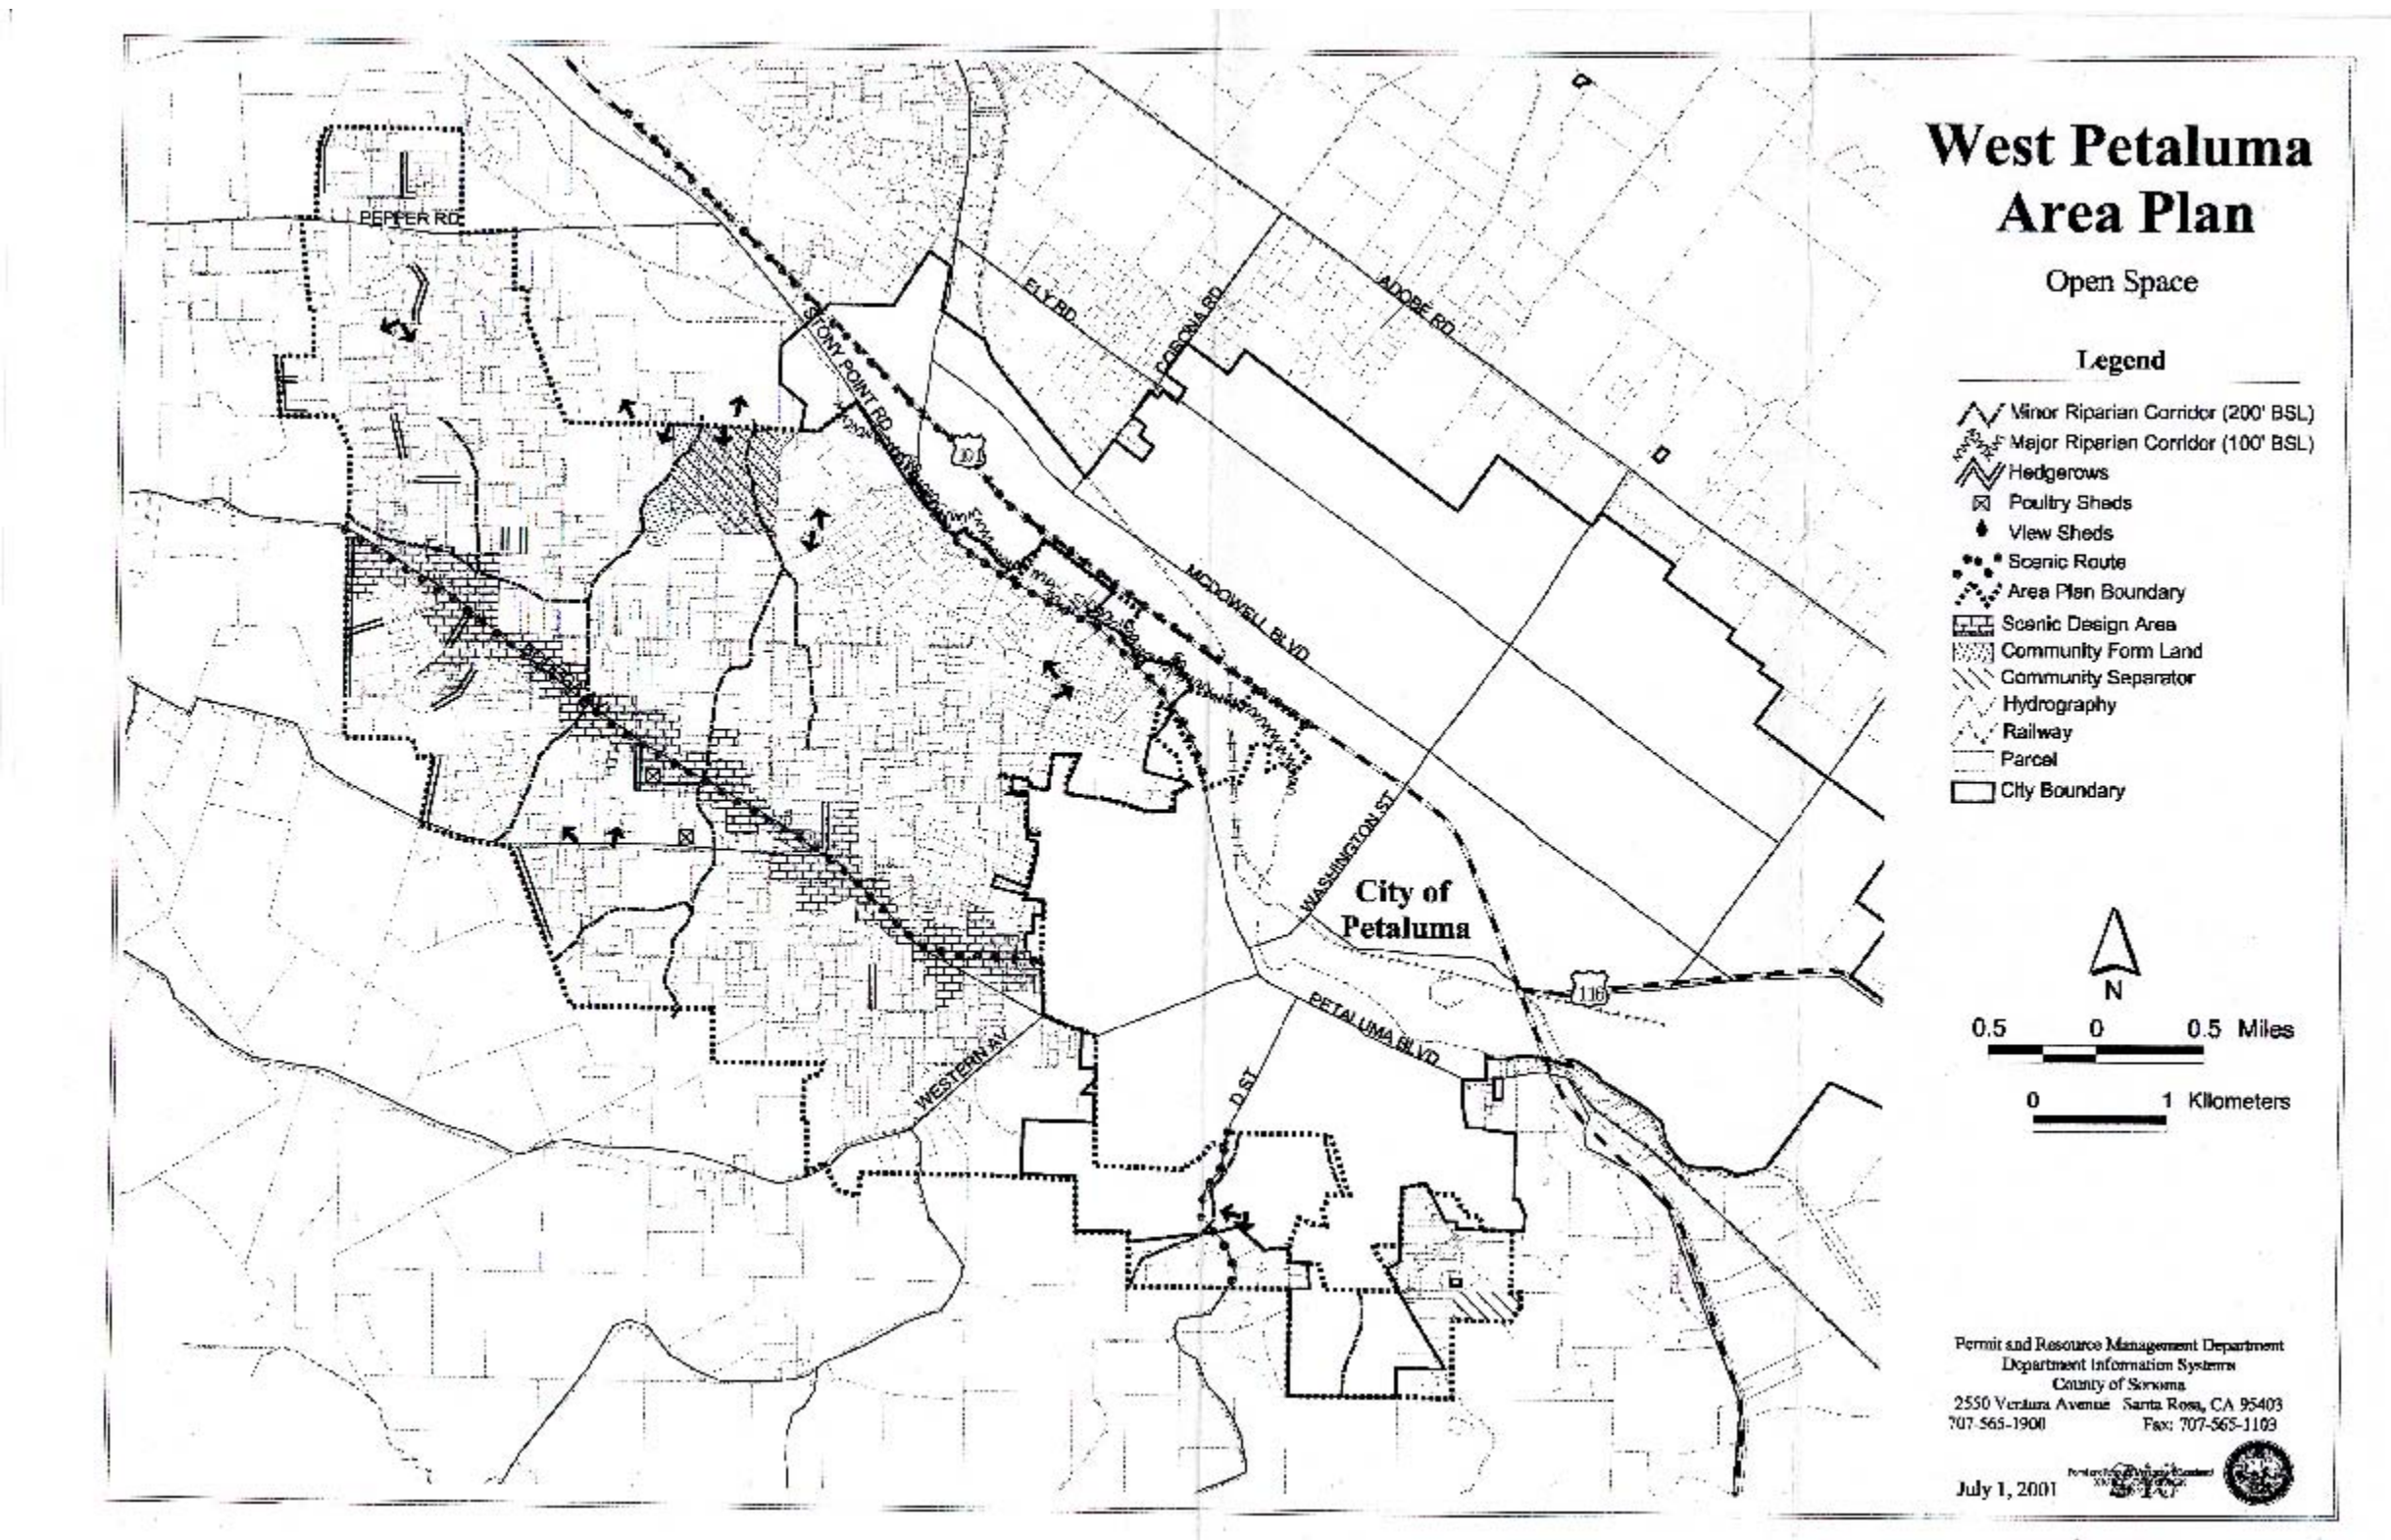 West Petaluma
Area Plan
Open Space
Legend
Minor Riparian Corridor (200' BSL)
Major Riparian Corridor (100' BSL)
Hedgerows
Poultry Sheds
View Sheds
Scenic Route
Area Plan Boundary
Scenic Design Area
Community Form Land
Community Separator
Hydrography
Railway
Parcel
City Boundary
N
0.5 0 0.5 Miles
0 1 Kilometers
Permit and Resource Management Department
Department Information Systems
County of Sonoma
2550 Ventura Avenue Santa Rosa, CA 95403
707-565-1900 Fax: 707-565-1103
July 1, 2001
PEPPER RD
STONY POINT RD
ELY RD
CORONA RD
ADOBE RD
101
MCDOWELL BLVD
WASHINGTON ST
City of
Petaluma
116
PETALUMA BLVD
WESTERN AV
D ST